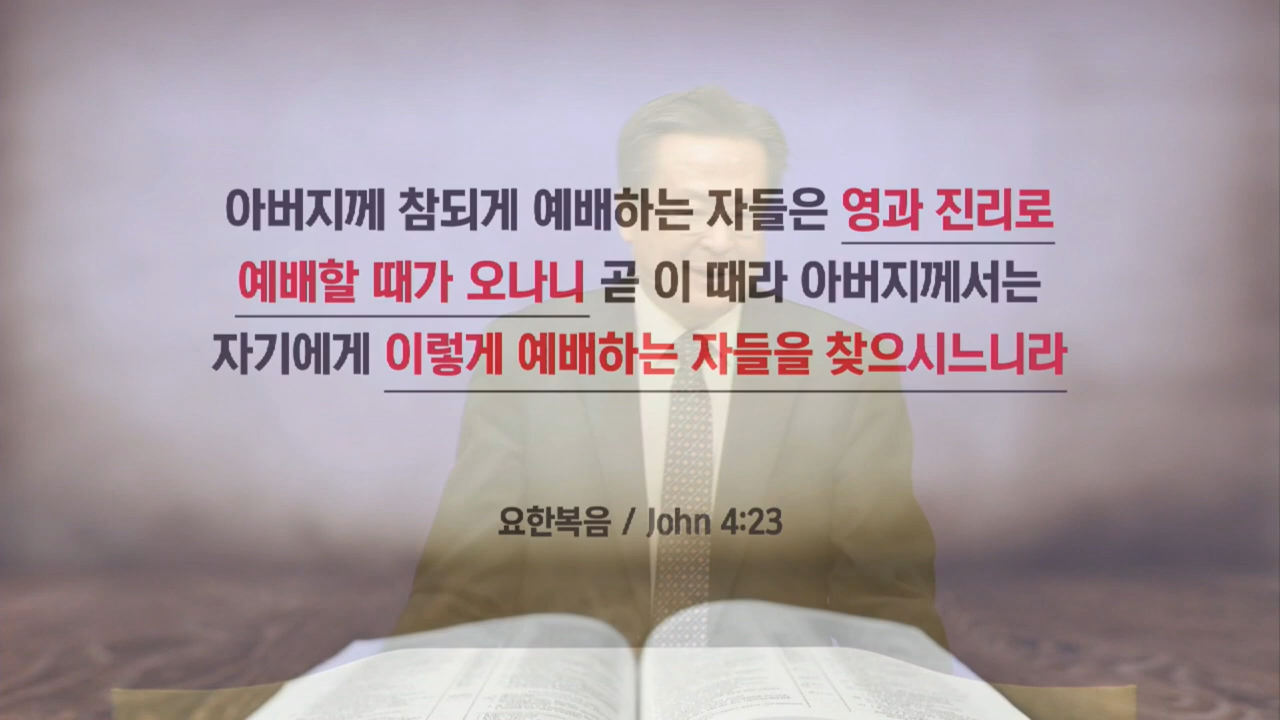 아버지께 참되게 예배하는 자들은 영과 진리로
예배할 때가 오나니 곧 이 때라 아버지께서는
자기에게 이렇게 예배하는 자들을 찾으시느니라
요한복음 / John 4:23